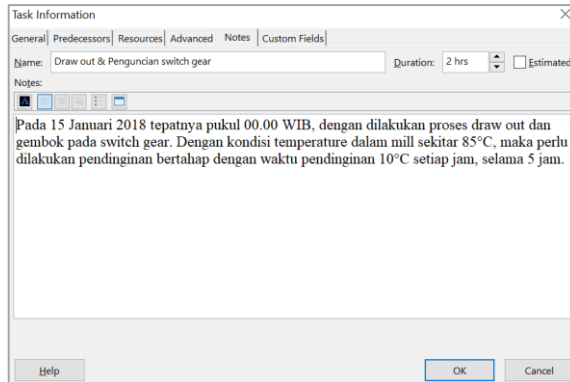 Task Information
General Predecessors Resources Advanced Notes Custom Fields
Name: Draw out & Penguncian switch gear Duration: 2 hrs Estimated
Notes:
Pada 15 Januari 2018 tepatnya pukul 00.00 WIB, dengan dilakukan proses draw out dan
gembok pada switch gear. Dengan kondisi temperature dalam mill sekitar 85°C, maka perlu
dilakukan pendinginan bertahap dengan waktu pendinginan 10°C setiap jam, selama 5 jam.
Help OK Cancel